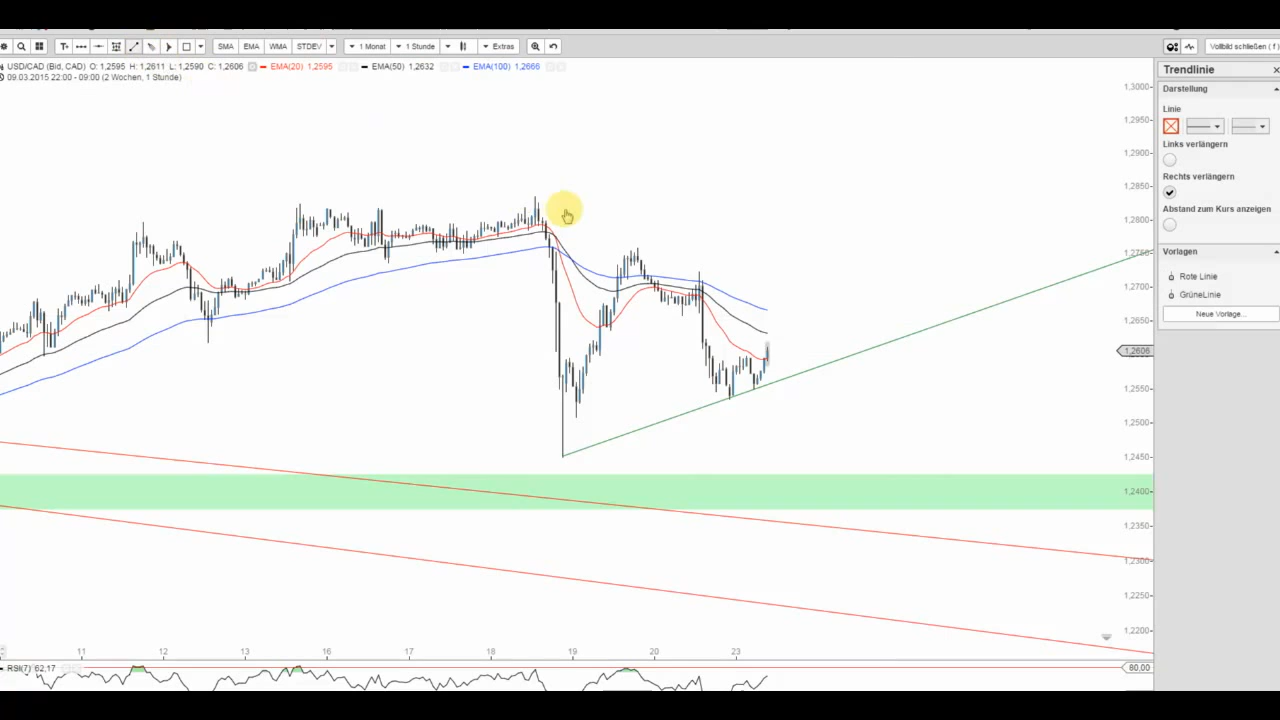 SMA EMA WMA STDEV 1 Monat 1 Stunde Extras Vollbild schließen ( f )
USD/CAD (Bid, CAD) O: 1,2595 H: 1,2611 L: 1,2590 C: 1,2606 EMA(20) 1,2595 EMA(50) 1,2632 EMA(100) 1,2666
09.03.2015 22:00 - 09:00 (2 Wochen, 1 Stunde)
Trendlinie
Darstellung
Linie
Links verlängern
Rechts verlängern
Abstand zum Kurs anzeigen
Vorlagen
Rote Linie
GrüneLinie
Neue Vorlage...
1,3000
1,2950
1,2900
1,2850
1,2800
1,2750
1,2700
1,2650
1,2606
1,2550
1,2500
1,2450
1,2400
1,2350
1,2300
1,2250
1,2200
11 12 13 16 17 18 19 20 23
RSI(7) 62,17
80,00